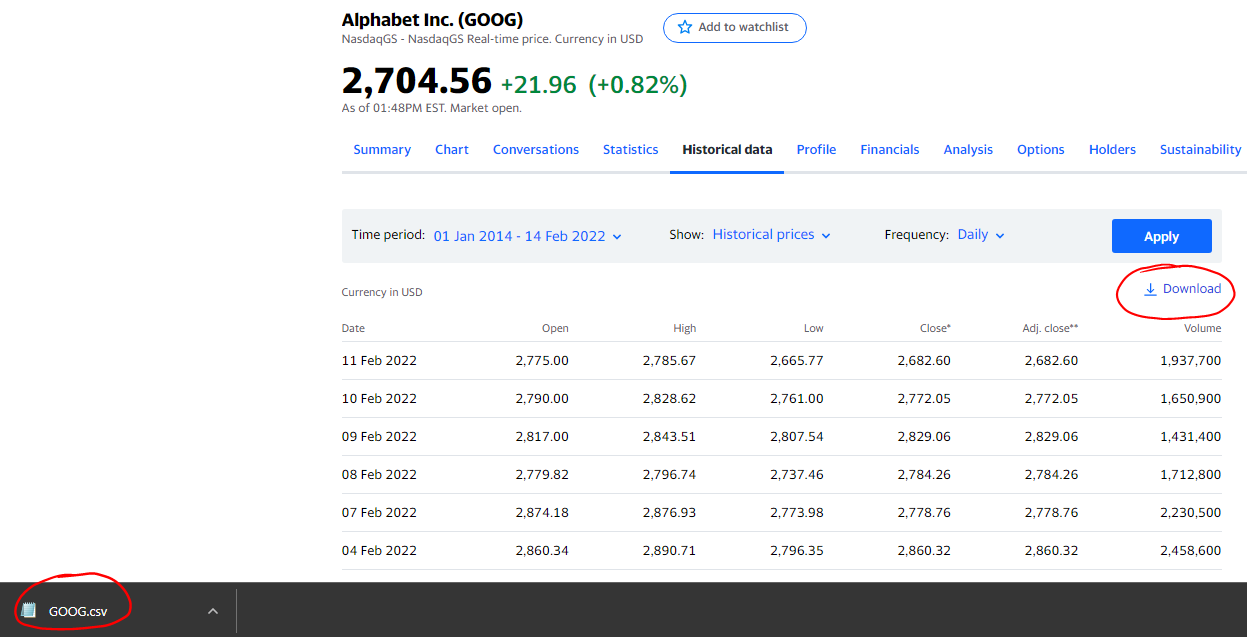 Alphabet Inc. (GOOG)
Add to watchlist
NasdaqGS - NasdaqGS Real-time price. Currency in USD
2,704.56 +21.96 (+0.82%)
As of 01:48PM EST. Market open.
Summary Chart Conversations Statistics Historical data Profile Financials Analysis Options Holders Sustainability
Time period: 01 Jan 2014 - 14 Feb 2022 Show: Historical prices Frequency: Daily Apply
Currency in USD Download
Date Open High Low Close* Adj. close** Volume
11 Feb 2022 2,775.00 2,785.67 2,665.77 2,682.60 2,682.60 1,937,700
10 Feb 2022 2,790.00 2,828.62 2,761.00 2,772.05 2,772.05 1,650,900
09 Feb 2022 2,817.00 2,843.51 2,807.54 2,829.06 2,829.06 1,431,400
08 Feb 2022 2,779.82 2,796.74 2,737.46 2,784.26 2,784.26 1,712,800
07 Feb 2022 2,874.18 2,876.93 2,773.98 2,778.76 2,778.76 2,230,500
04 Feb 2022 2,860.34 2,890.71 2,796.35 2,860.32 2,860.32 2,458,600
GOOG.csv